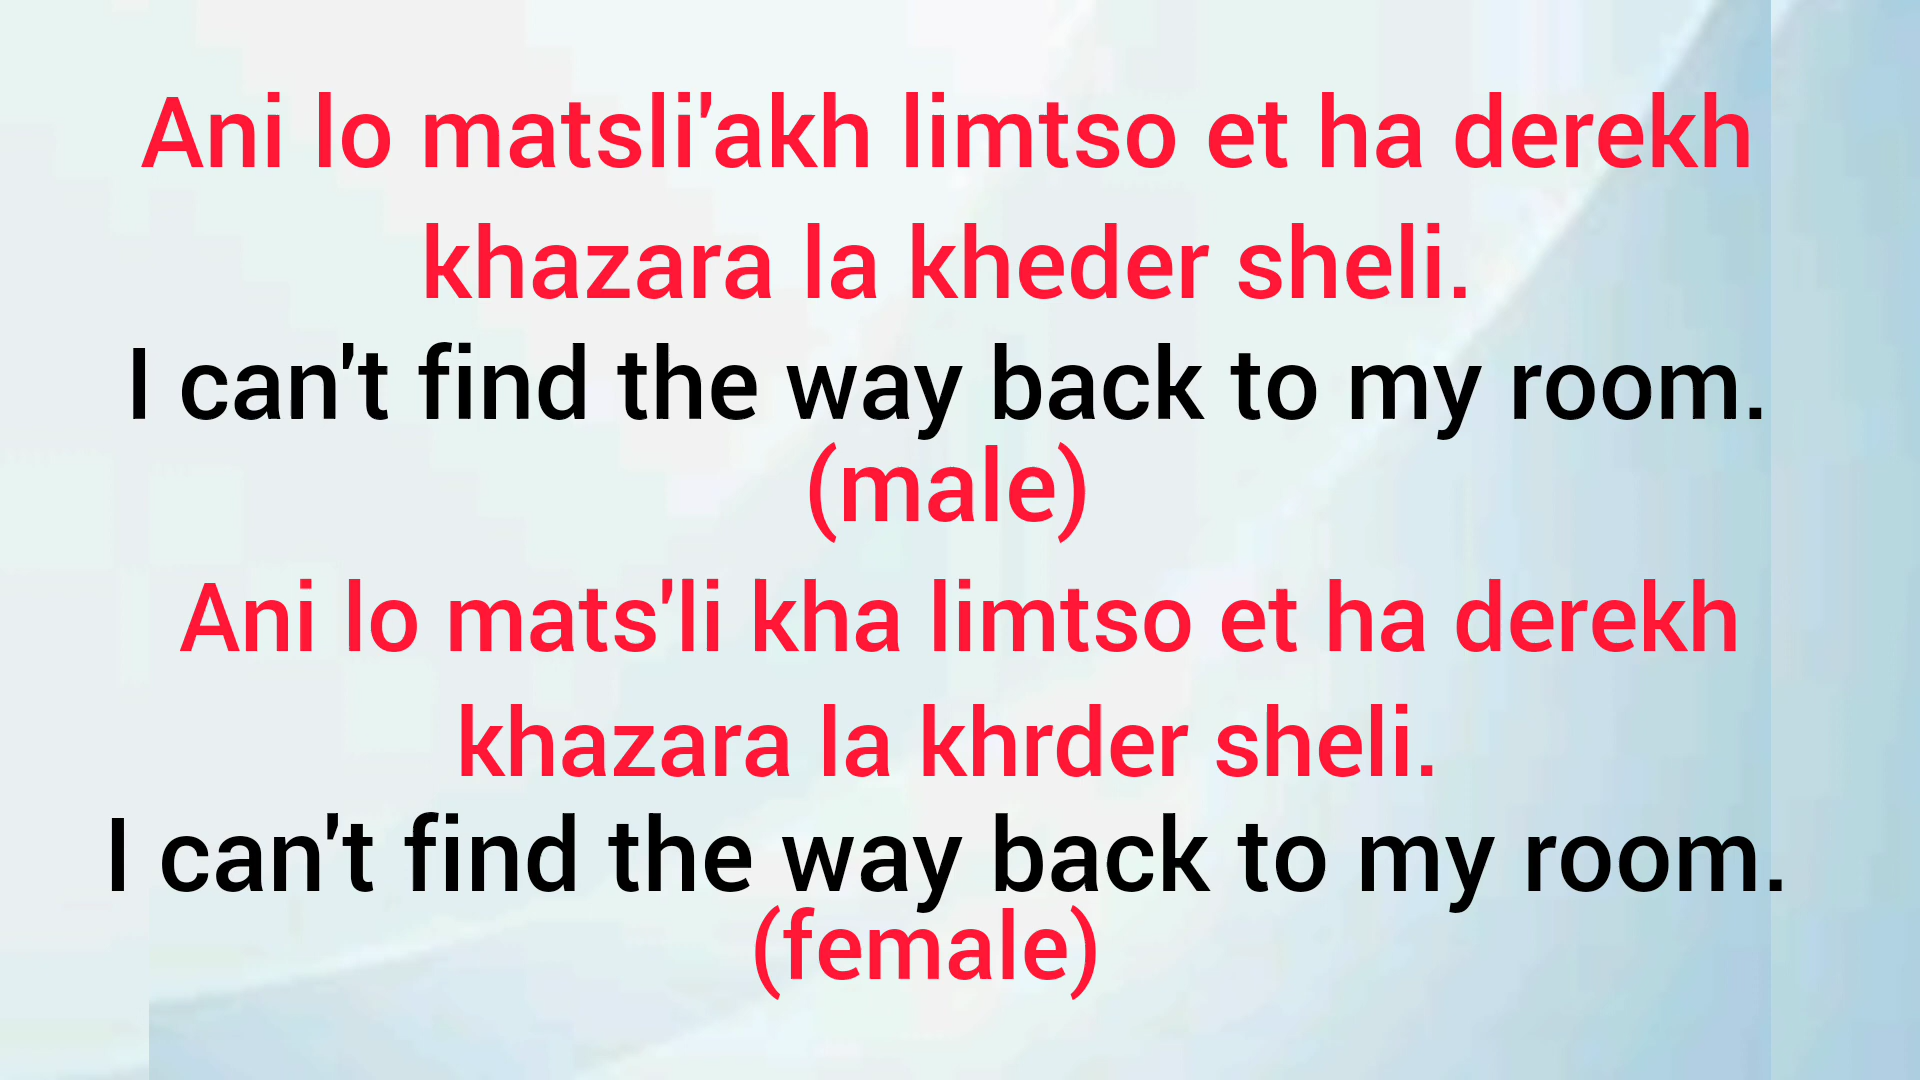 Ani lo matsli'akh limtso et ha derekh
khazara la kheder sheli.
I can't find the way back to my room.
(male)
Ani lo mats'li kha limtso et ha derekh
khazara la khrder sheli.
I can't find the way back to my room.
(female)